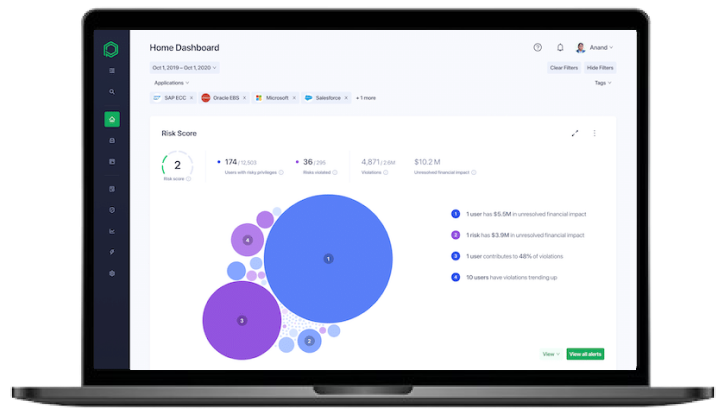 Home Dashboard
Anand
Oct 1, 2019 – Oct 1, 2020
Clear Filters
Hide Filters
Applications
Tags
SAP ECC ×
Oracle EBS ×
Microsoft ×
Salesforce ×
+ 1 more
Risk Score
2
Risk score
174 / 12,503
Users with risky privileges
36 / 295
Risks violated
4,871 / 2.6M
Violations
$10.2 M
Unresolved financial impact
1
4
3
2
1 1 user has $5.9M in unresolved financial impact
2 1 risk has $3.9M in unresolved financial impact
3 1 user contributes to 48% of violations
4 10 users have violations trending up
View
View all alerts